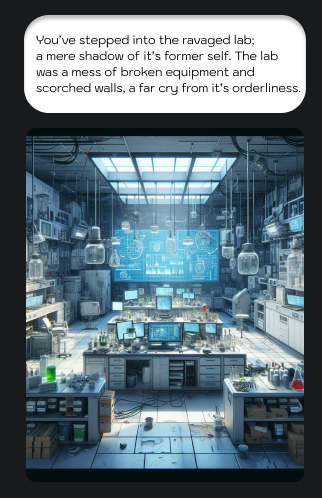 You've stepped into the ravaged lab;
a mere shadow of it's former self. The lab
was a mess of broken equipment and
scorched walls, a far cry from it's orderliness.